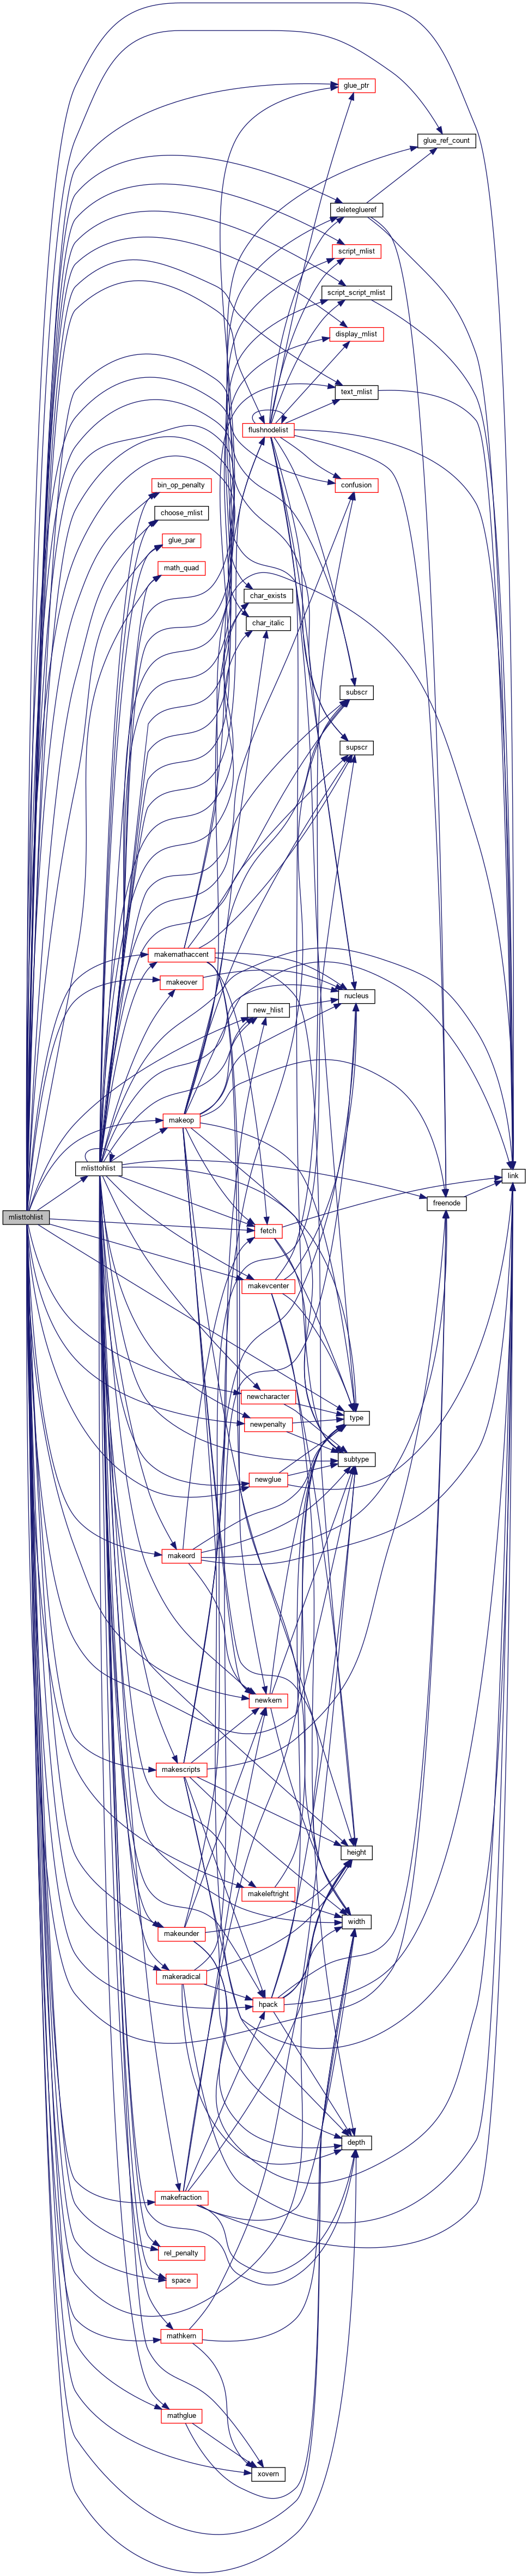 glue_ptr
glue_ref_count
deleteglueref
script_mlist
script_script_mlist
display_mlist
text_mlist
flushnodelist
confusion
bin_op_penalty
choose_mlist
glue_par
math_quad
char_exists
char_italic
subscr
supscr
makemathaccent
makeover
nucleus
new_hlist
makeop
mlisttohlist
link
freenode
mlisttohlist
fetch
makevcenter
newcharacter
type
newpenalty
subtype
newglue
makeord
newkern
makescripts
height
makeleftright
width
makeunder
makeradical
hpack
depth
makefraction
rel_penalty
space
mathkern
mathglue
xovern